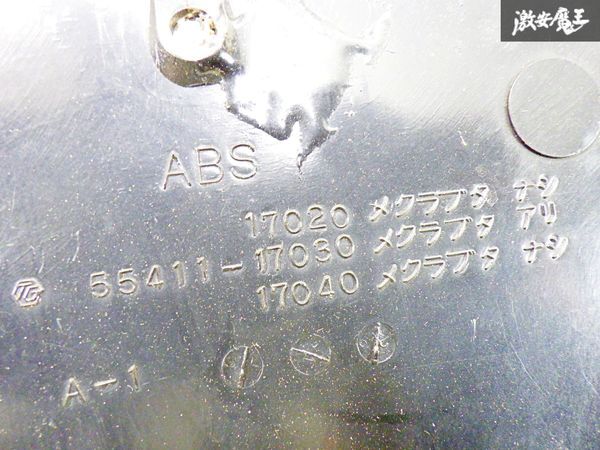 激安魔王
ABS
17020 メクラブタ ナシ
55411-17030 メクラブタ アリ
17040 メクラブタ ナシ
A-1